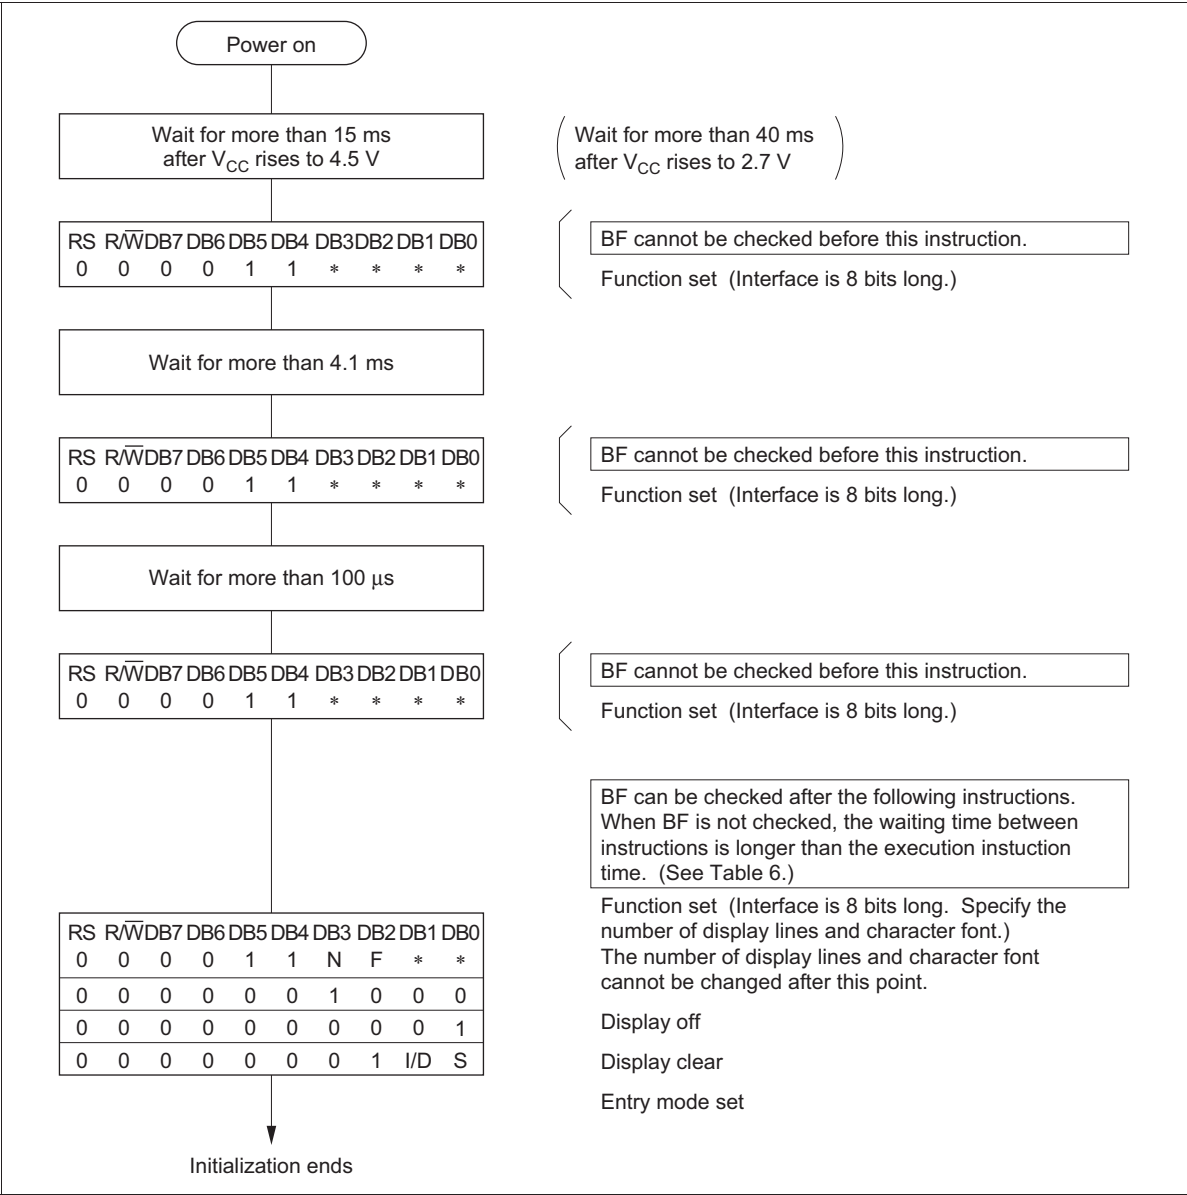 Power on
Wait for more than 15 ms
after VCC rises to 4.5 V
Wait for more than 40 ms
after VCC rises to 2.7 V
RS R/W̅ DB7 DB6 DB5 DB4 DB3 DB2 DB1 DB0
0 0 0 0 1 1 * * * *
BF cannot be checked before this instruction.
Function set (Interface is 8 bits long.)
Wait for more than 4.1 ms
RS R/W̅ DB7 DB6 DB5 DB4 DB3 DB2 DB1 DB0
0 0 0 0 1 1 * * * *
BF cannot be checked before this instruction.
Function set (Interface is 8 bits long.)
Wait for more than 100 μs
RS R/W̅ DB7 DB6 DB5 DB4 DB3 DB2 DB1 DB0
0 0 0 0 1 1 * * * *
BF cannot be checked before this instruction.
Function set (Interface is 8 bits long.)
BF can be checked after the following instructions.
When BF is not checked, the waiting time between
instructions is longer than the execution instuction
time. (See Table 6.)
Function set (Interface is 8 bits long. Specify the
number of display lines and character font.)
The number of display lines and character font
cannot be changed after this point.
Display off
Display clear
Entry mode set
RS R/W̅ DB7 DB6 DB5 DB4 DB3 DB2 DB1 DB0
0 0 0 0 1 1 N F * *
0 0 0 0 0 0 1 0 0 0
0 0 0 0 0 0 0 0 0 1
0 0 0 0 0 0 0 1 I/D S
Initialization ends